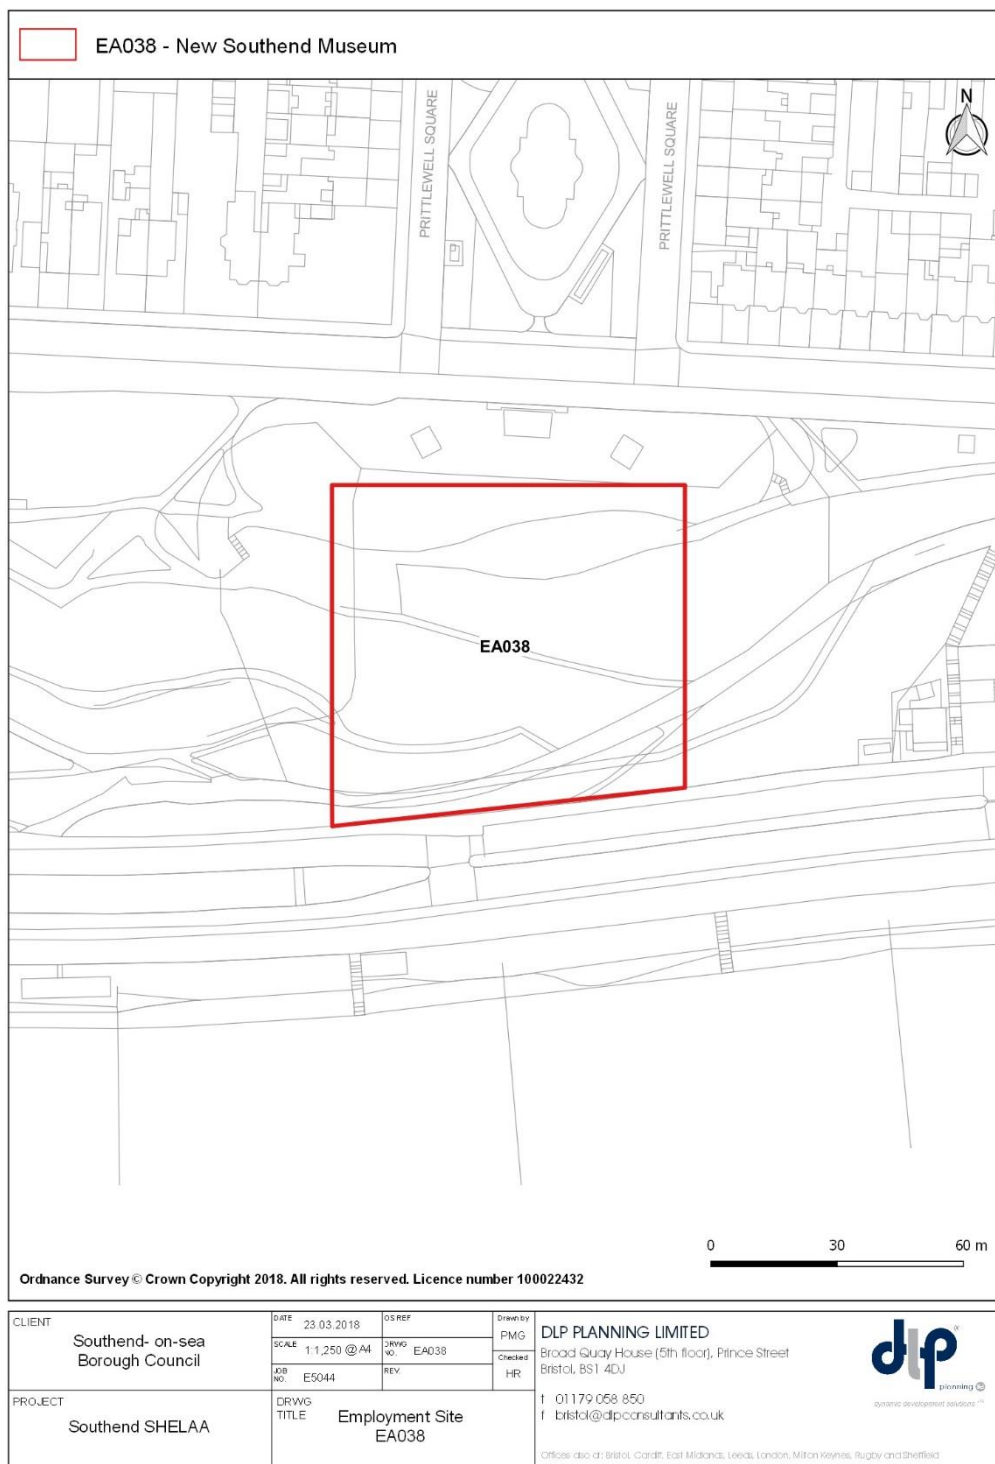 EA038 - New Southend Museum
N
PRITTLEWELL SQUARE
PRITTLEWELL SQUARE
EA038
0 30 60 m
Ordnance Survey © Crown Copyright 2018. All rights reserved. Licence number 100022432
CLIENT
Southend- on-sea
Borough Council
PROJECT
Southend SHELAA
DATE 23.03.2018
OS REF
SCALE 1:1,250 @ A4
DRWG NO. EA038
JOB NO. E5044
REV.
Drawn by
PMG
Checked
HR
DRWG TITLE
Employment Site
EA038
DLP PLANNING LIMITED
Broad Quay House (5th floor), Prince Street
Bristol, BS1 4DJ
t 01179 058 850
f bristol@dlpconsultants.co.uk
Offices also at: Bristol, Cardiff, East Midlands, Leeds, London, Milton Keynes, Rugby and Sheffield
dlp
planning ltd
dynamic development solutions